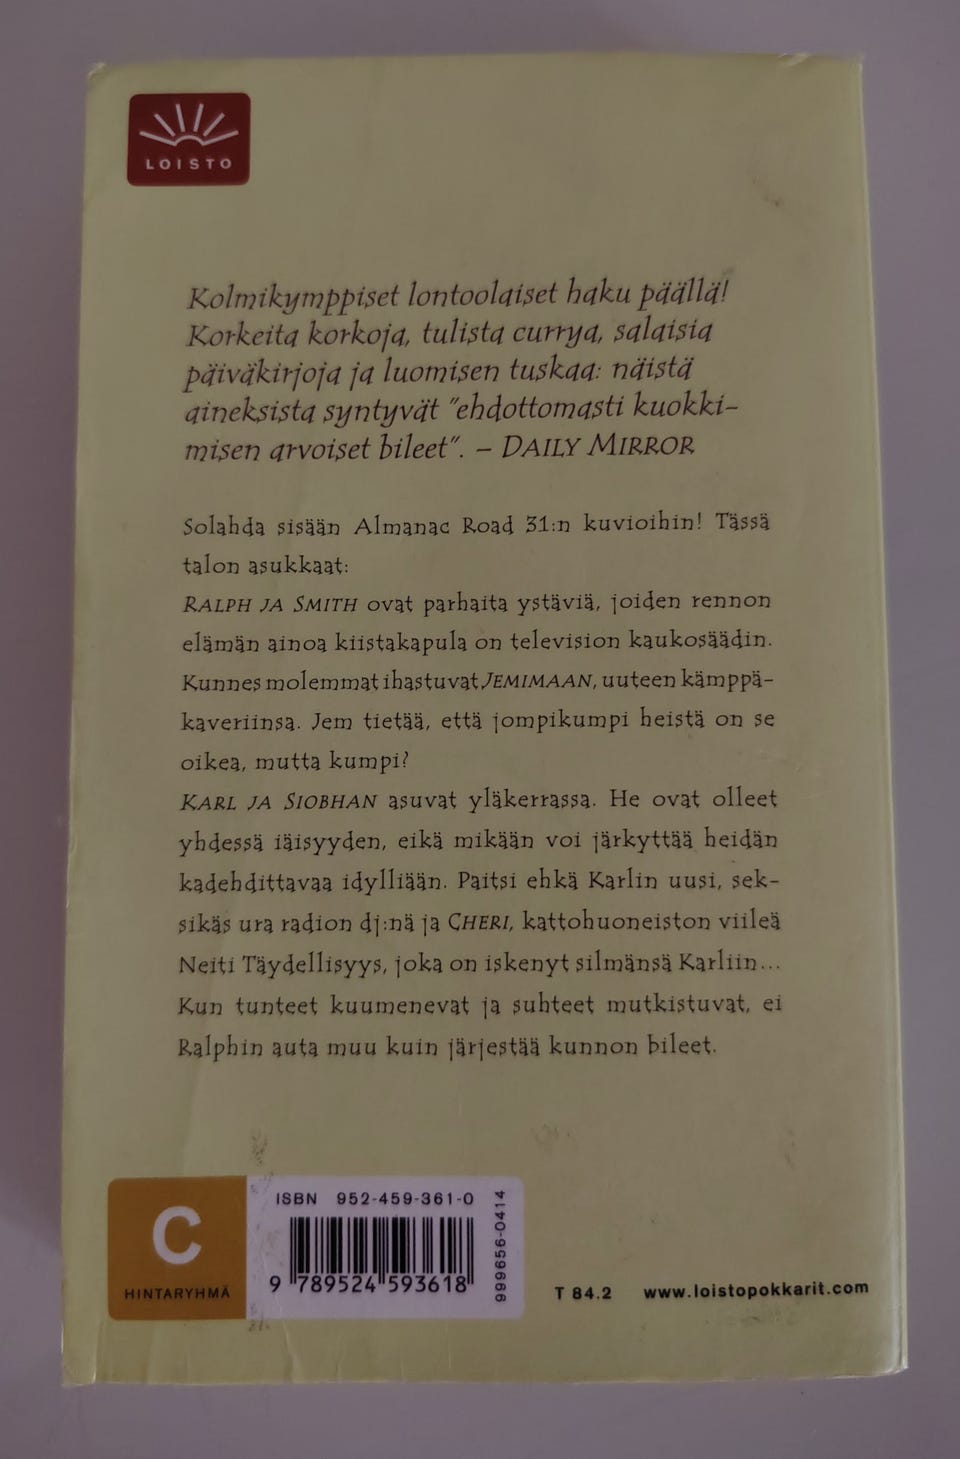 LOISTO
Kolmikymppiset lontoolaiset haku päällä!
Korkeita korkoja, tulista currya, salaisia
päiväkirjoja ja luomisen tuskaa: näistä
aineksista syntyvät "ehdottomasti kuokki-
misen arvoiset bileet". – DAILY MIRROR
Solahda sisään Almanac Road 31:n kuvioihin! Tässä
talon asukkaat:
RALPH JA SMITH ovat parhaita ystäviä, joiden rennon
elämän ainoa kiistakapula on television kaukosäädin.
Kunnes molemmat ihastuvat JEMIMAAN, uuteen kämppä-
kaveriinsa. Jem tietää, että jompikumpi heistä on se
oikea, mutta kumpi?
KARL JA SIOBHAN asuvat yläkerrassa. He ovat olleet
yhdessä iäisyyden, eikä mikään voi järkyttää heidän
kadehdittavaa idylliään. Paitsi ehkä Karlin uusi, sek-
sikäs ura radion dj:nä ja CHERI, kattohuoneiston viileä
Neiti Täydellisyys, joka on iskenyt silmänsä Karliin...
Kun tunteet kuumenevat ja suhteet mutkistuvat, ei
Ralphin auta muu kuin järjestää kunnon bileet.
C
HINTARYHMÄ
ISBN 952-459-361-0
9 789524 593618
999656-0414
T 84.2 www.loistopokkarit.com